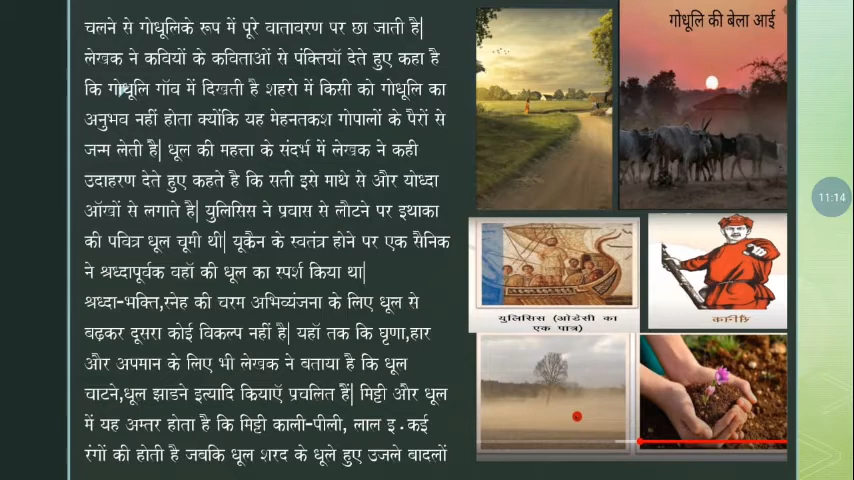 चलने से गोधूलिके रूप में पूरे वातावरण पर छा जाती है|
लेखक ने कवियों के कविताओं से पंक्तियॉ देते हुए कहा है
कि गोधूलि गॉव में दिखती है शहरो में किसी को गोधूलि का
अनुभव नहीं होता क्योंकि यह मेहनतकश गोपालों के पैरों से
जन्म लेती है| धूल की महत्ता के संदर्भ में लेखक ने कही
उदाहरण देते हुए कहते है कि सती इसे माथे से और योध्दा
ऑखों से लगाते है| युलिसिस ने प्रवास से लौटने पर इथाका
की पवित्र धूल चूमी थी| यूक्रैन के स्वतंत्र होने पर एक सैनिक
ने श्रध्दापूर्वक वहॉ की धूल का स्पर्श किया था|
श्रध्दा-भक्ति,स्नेह की चरम अभिव्यंजना के लिए धूल से
बढ़कर दूसरा कोई विकल्प नहीं है| यहॉ तक कि घृणा,हार
और अपमान के लिए भी लेखक ने बताया है कि धूल
चाटने,धूल झाडने इत्यादि कियाऍ प्रचलित हैं| मिट्टी और धूल
में यह अम्तर होता है कि मिट्टी काली-पीली, लाल इ . कई
रंगों की होती है जबकि धूल शरद के धूले हुए उजले बादलों
गोधूलि की बेला आई
युलिसिस (ओडेसी का
एक पात्र)
11:14